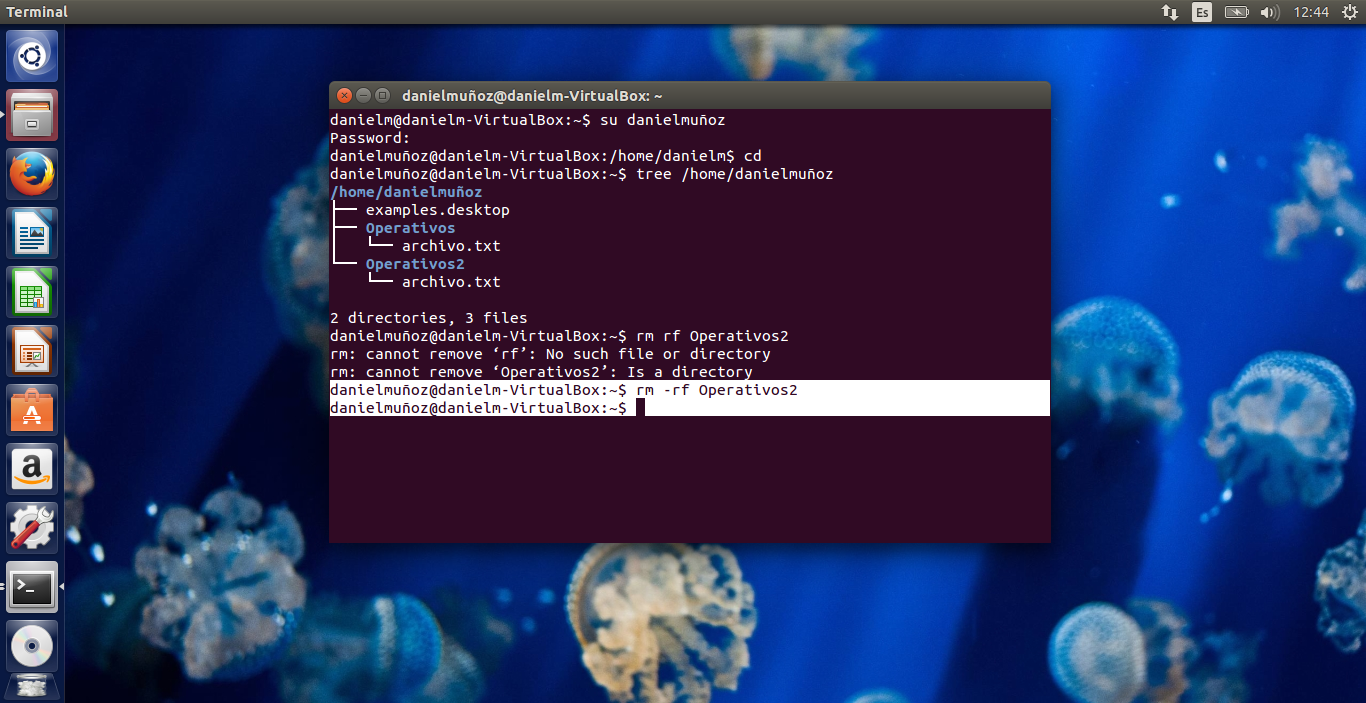 Terminal
Es
12:44
danielmuñoz@danielm-VirtualBox: ~
danielm@danielm-VirtualBox:~$ su danielmuñoz
Password:
danielmuñoz@danielm-VirtualBox:/home/danielm$ cd
danielmuñoz@danielm-VirtualBox:~$ tree /home/danielmuñoz
/home/danielmuñoz
├── examples.desktop
├── Operativos
│   └── archivo.txt
└── Operativos2
    └── archivo.txt
2 directories, 3 files
danielmuñoz@danielm-VirtualBox:~$ rm rf Operativos2
rm: cannot remove ‘rf’: No such file or directory
rm: cannot remove ‘Operativos2’: Is a directory
danielmuñoz@danielm-VirtualBox:~$ rm -rf Operativos2
danielmuñoz@danielm-VirtualBox:~$